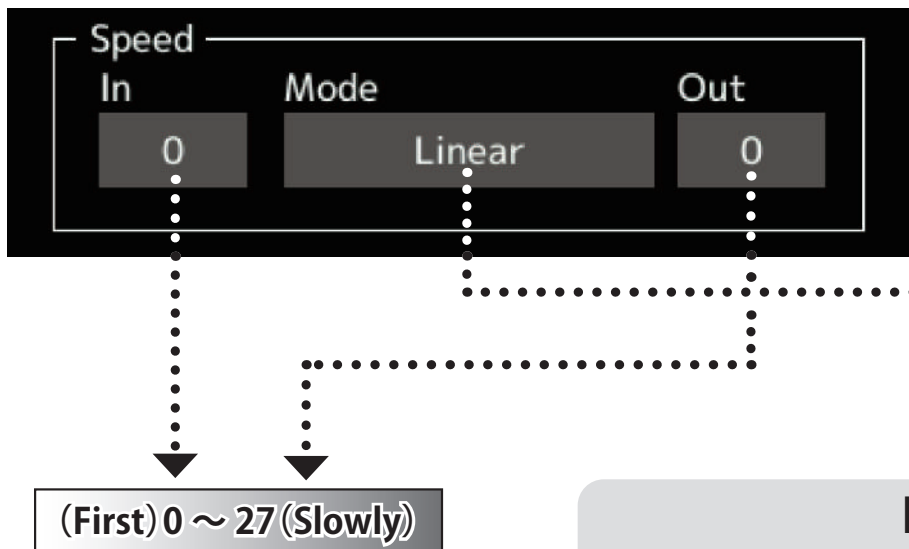 Speed
In Mode Out
0 Linear 0
(First) 0 ～ 27 (Slowly)